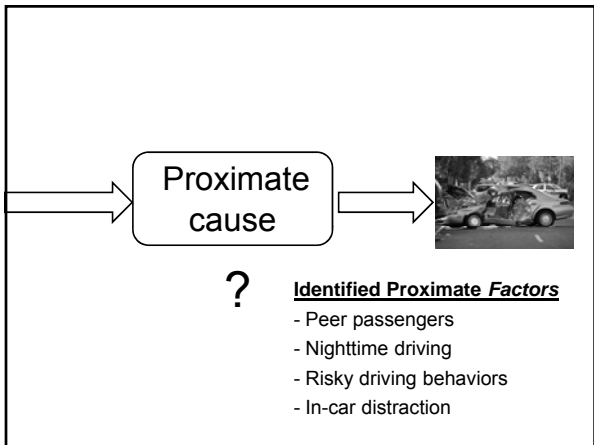 Proximate
cause
?
Identified Proximate Factors
- Peer passengers
- Nighttime driving
- Risky driving behaviors
- In-car distraction